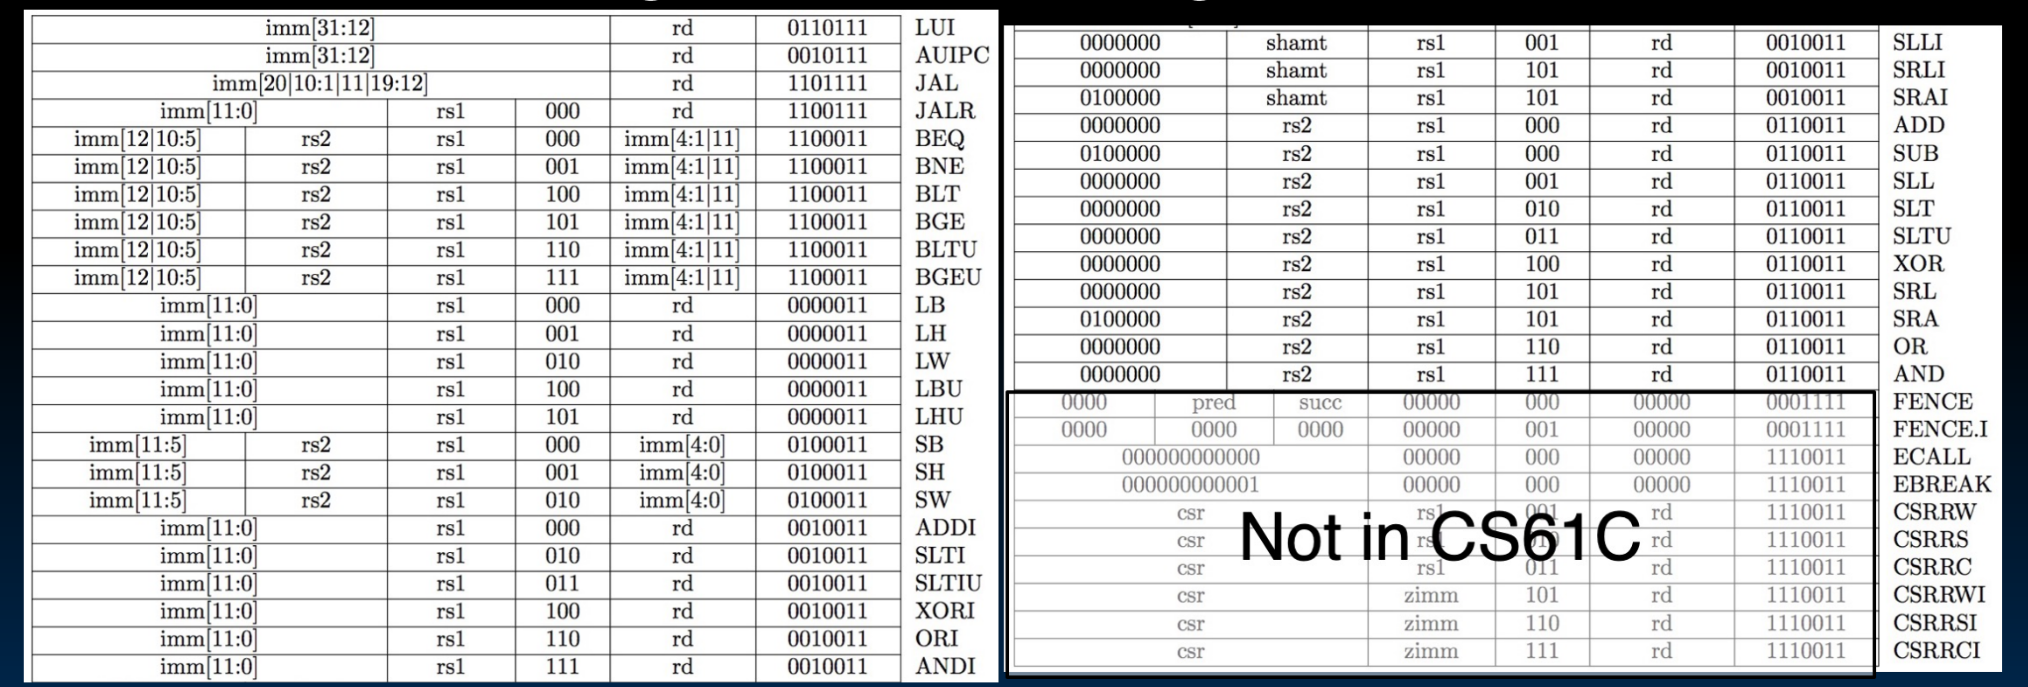 imm[31:12] rd 0110111 LUI
imm[31:12] rd 0010111 AUIPC
imm[20|10:1|11|19:12] rd 1101111 JAL
imm[11:0] rs1 000 rd 1100111 JALR
imm[12|10:5] rs2 rs1 000 imm[4:1|11] 1100011 BEQ
imm[12|10:5] rs2 rs1 001 imm[4:1|11] 1100011 BNE
imm[12|10:5] rs2 rs1 100 imm[4:1|11] 1100011 BLT
imm[12|10:5] rs2 rs1 101 imm[4:1|11] 1100011 BGE
imm[12|10:5] rs2 rs1 110 imm[4:1|11] 1100011 BLTU
imm[12|10:5] rs2 rs1 111 imm[4:1|11] 1100011 BGEU
imm[11:0] rs1 000 rd 0000011 LB
imm[11:0] rs1 001 rd 0000011 LH
imm[11:0] rs1 010 rd 0000011 LW
imm[11:0] rs1 100 rd 0000011 LBU
imm[11:0] rs1 101 rd 0000011 LHU
imm[11:5] rs2 rs1 000 imm[4:0] 0100011 SB
imm[11:5] rs2 rs1 001 imm[4:0] 0100011 SH
imm[11:5] rs2 rs1 010 imm[4:0] 0100011 SW
imm[11:0] rs1 000 rd 0010011 ADDI
imm[11:0] rs1 010 rd 0010011 SLTI
imm[11:0] rs1 011 rd 0010011 SLTIU
imm[11:0] rs1 100 rd 0010011 XORI
imm[11:0] rs1 110 rd 0010011 ORI
imm[11:0] rs1 111 rd 0010011 ANDI
0000000 shamt rs1 001 rd 0010011 SLLI
0000000 shamt rs1 101 rd 0010011 SRLI
0100000 shamt rs1 101 rd 0010011 SRAI
0000000 rs2 rs1 000 rd 0110011 ADD
0100000 rs2 rs1 000 rd 0110011 SUB
0000000 rs2 rs1 001 rd 0110011 SLL
0000000 rs2 rs1 010 rd 0110011 SLT
0000000 rs2 rs1 011 rd 0110011 SLTU
0000000 rs2 rs1 100 rd 0110011 XOR
0000000 rs2 rs1 101 rd 0110011 SRL
0100000 rs2 rs1 101 rd 0110011 SRA
0000000 rs2 rs1 110 rd 0110011 OR
0000000 rs2 rs1 111 rd 0110011 AND
0000 pred succ 00000 000 00000 0001111 FENCE
0000 0000 0000 00000 001 00000 0001111 FENCE.I
000000000000 00000 000 00000 1110011 ECALL
000000000001 00000 000 00000 1110011 EBREAK
csr rs1 001 rd 1110011 CSRRW
Not in CS61C
csr rd 1110011 CSRRS
csr rs1 011 rd 1110011 CSRRC
csr zimm 101 rd 1110011 CSRRWI
csr zimm 110 rd 1110011 CSRRSI
csr zimm 111 rd 1110011 CSRRCI